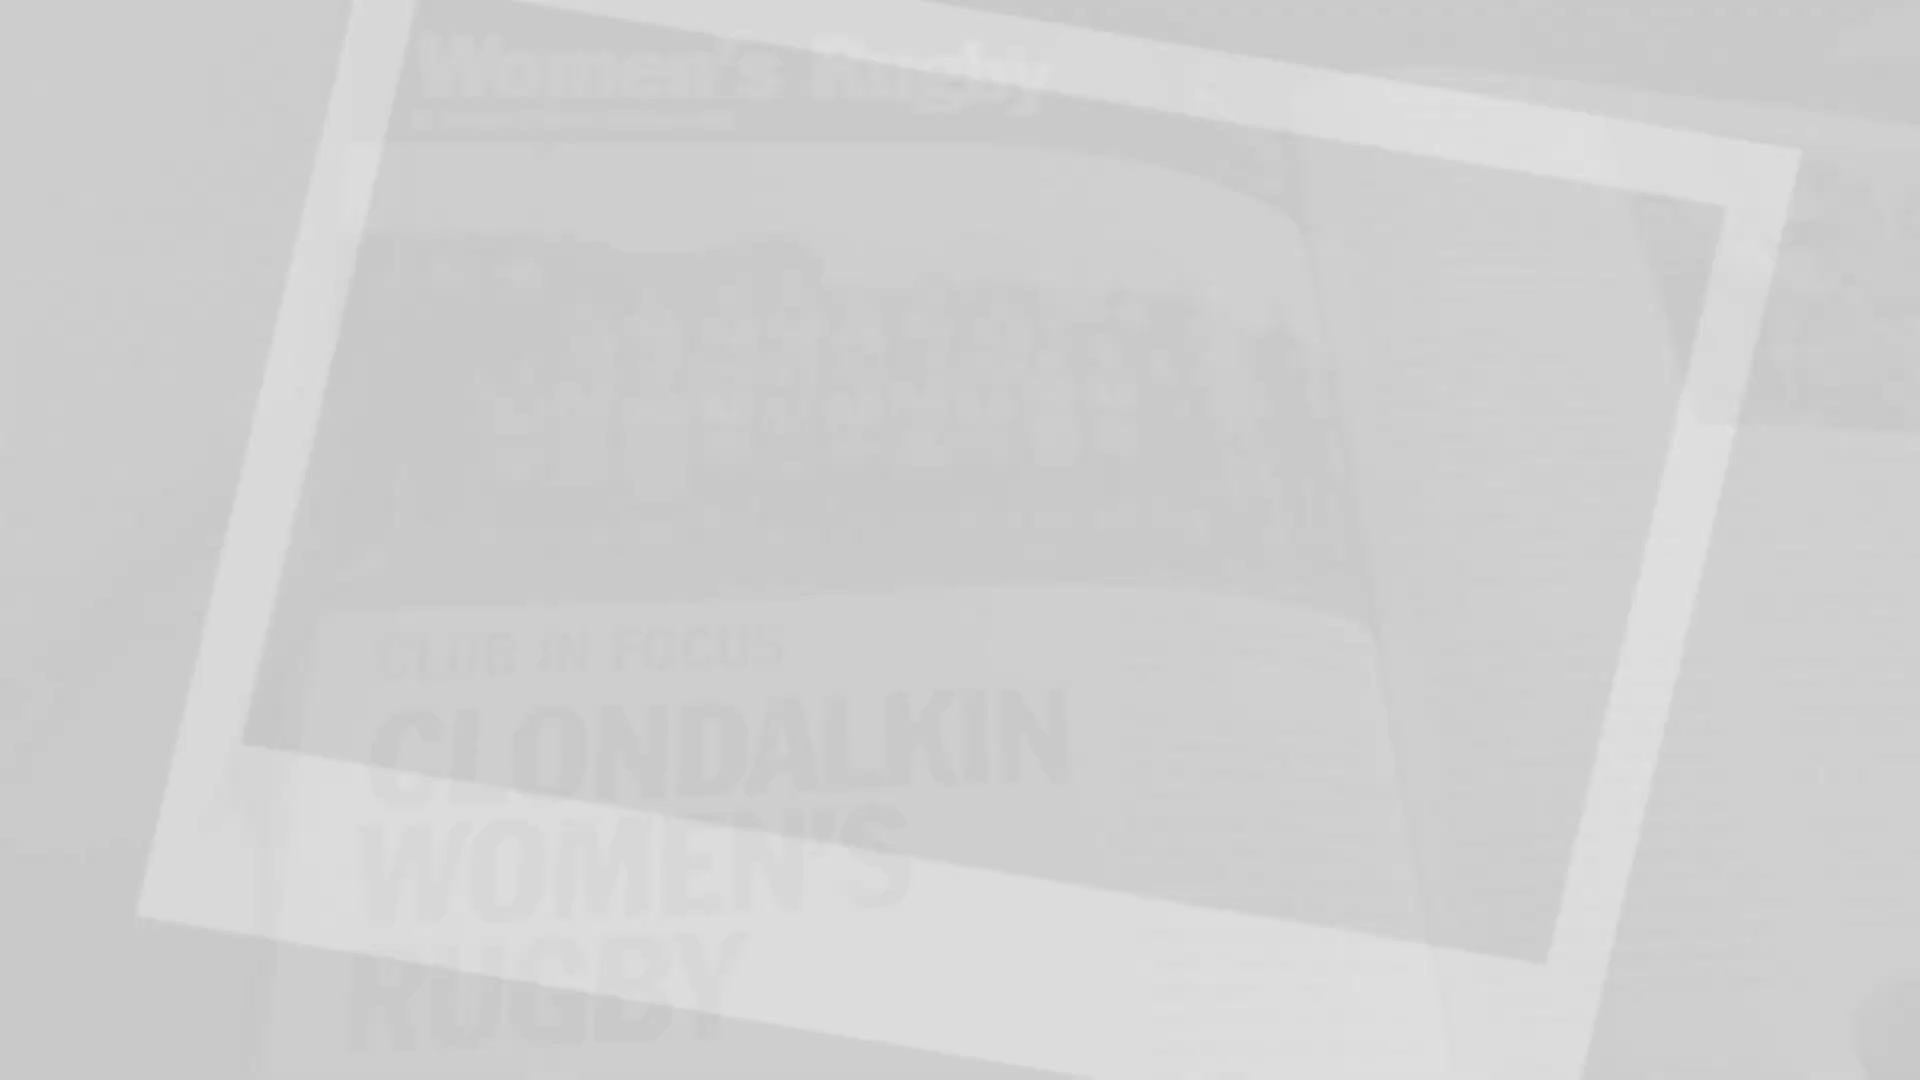 Women's Rugby
CLUB IN FOCUS
CLONDALKIN
WOMEN'S
RUGBY